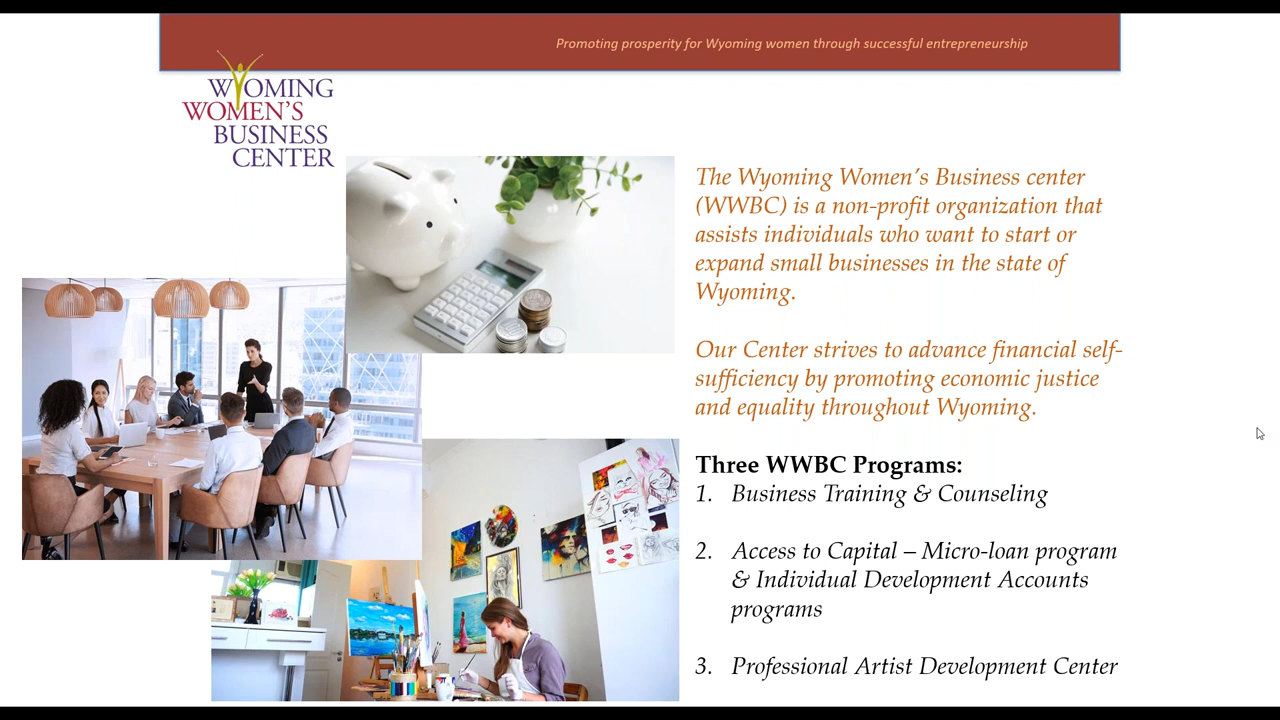 Promoting prosperity for Wyoming women through successful entrepreneurship
WYOMING
WOMEN'S
BUSINESS
CENTER
The Wyoming Women's Business center
(WWBC) is a non-profit organization that
assists individuals who want to start or
expand small businesses in the state of
Wyoming.
Our Center strives to advance financial self-
sufficiency by promoting economic justice
and equality throughout Wyoming.
Three WWBC Programs:
1. Business Training & Counseling
2. Access to Capital – Micro-loan program
& Individual Development Accounts
programs
3. Professional Artist Development Center